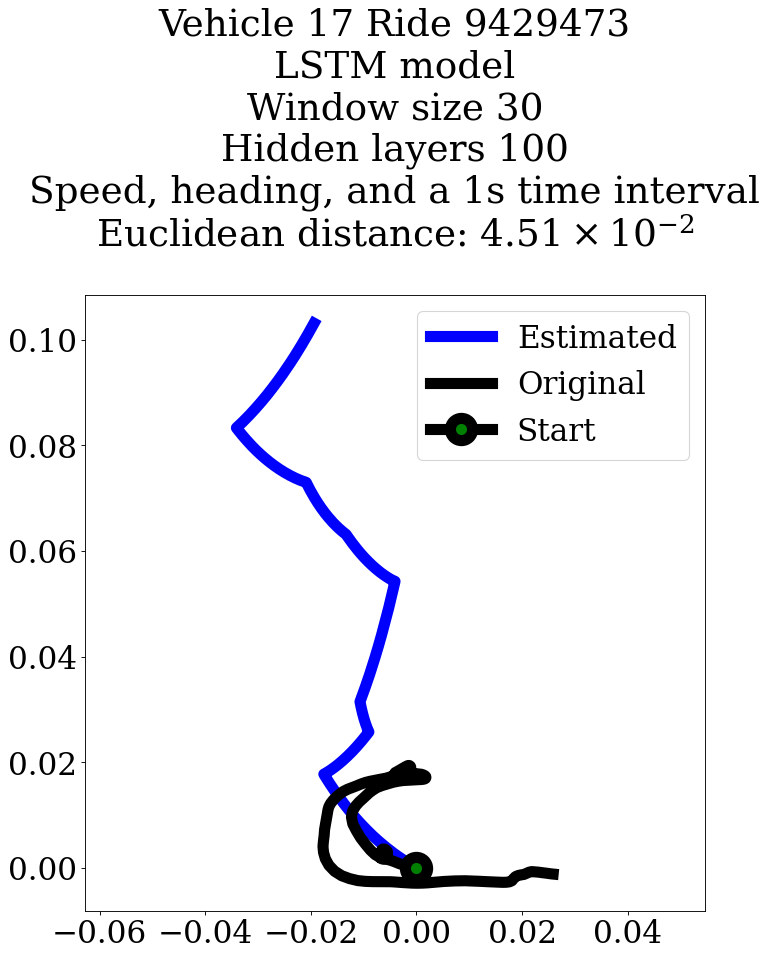 Vehicle 17 Ride 9429473
LSTM model
Window size 30
Hidden layers 100
Speed, heading, and a 1s time interval
Euclidean distance: 4.51 × 10⁻²
Estimated
Original
Start
0.10
0.08
0.06
0.04
0.02
0.00
−0.06 −0.04 −0.02 0.00 0.02 0.04